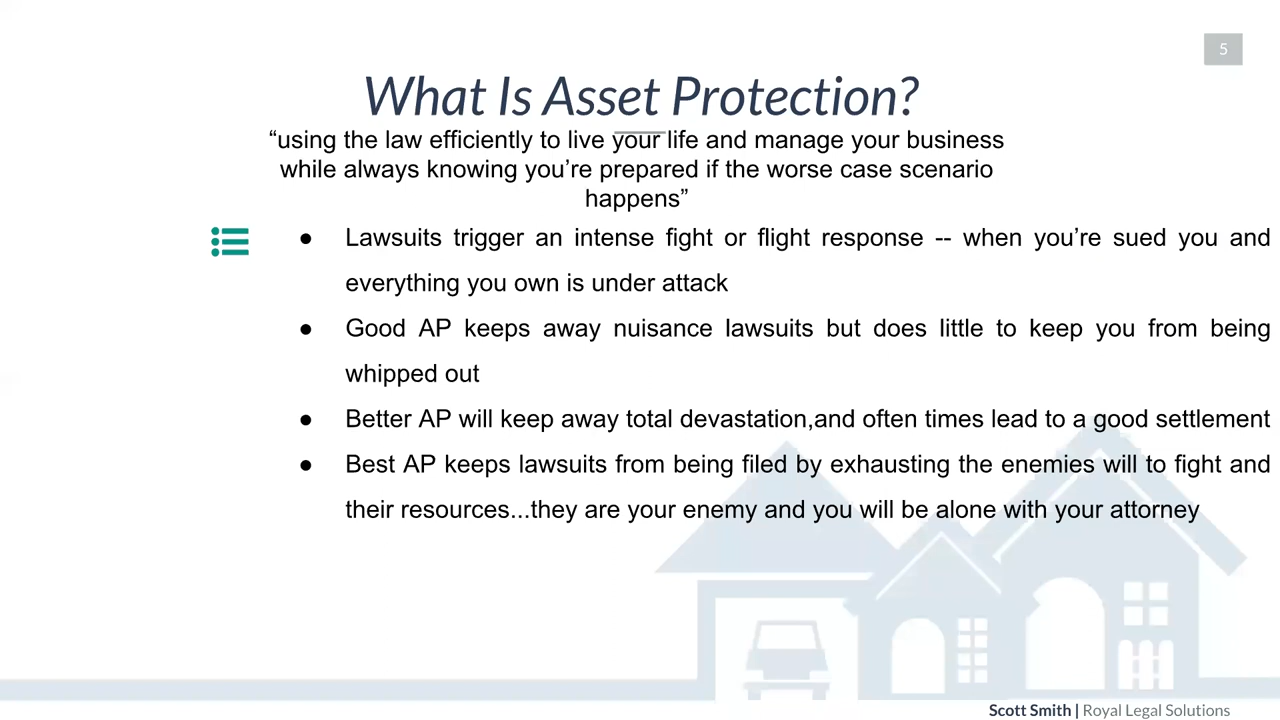 5
What Is Asset Protection?
“using the law efficiently to live your life and manage your business
while always knowing you’re prepared if the worse case scenario
happens”
● Lawsuits trigger an intense fight or flight response -- when you’re sued you and
everything you own is under attack
● Good AP keeps away nuisance lawsuits but does little to keep you from being
whipped out
● Better AP will keep away total devastation,and often times lead to a good settlement
● Best AP keeps lawsuits from being filed by exhausting the enemies will to fight and
their resources...they are your enemy and you will be alone with your attorney
Scott Smith | Royal Legal Solutions